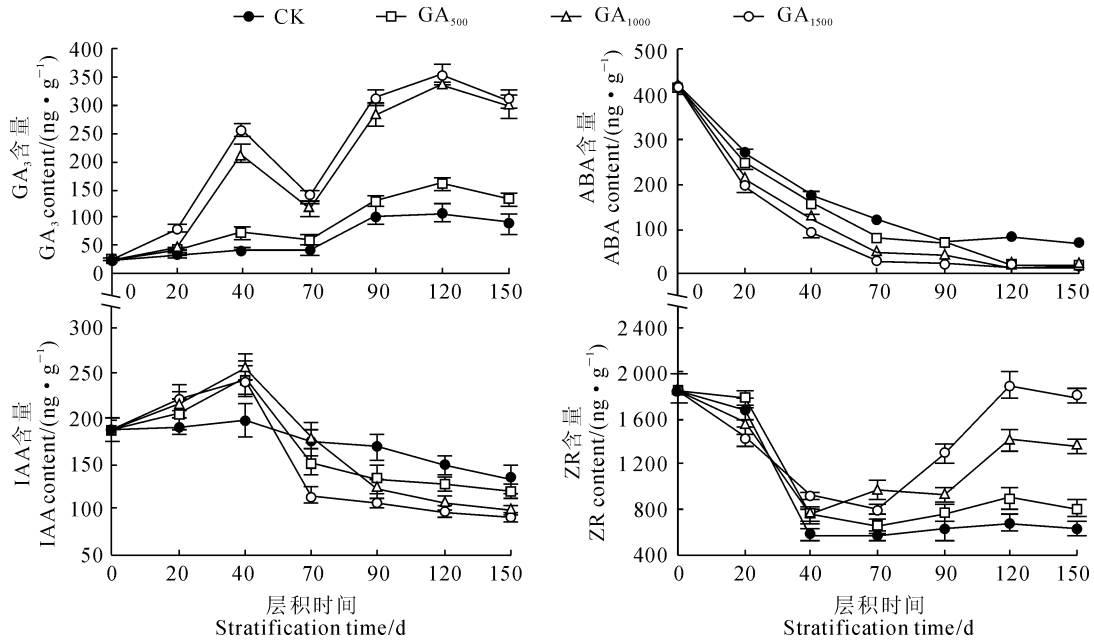 CK GA₅₀₀ GA₁₀₀₀ GA₁₅₀₀
GA₃含量
GA₃content/(ng·g⁻¹)
400
350
300
250
200
150
100
50
0
0 20 40 70 90 120 150
ABA含量
ABA content/(ng·g⁻¹)
500
400
300
200
100
0
0 20 40 70 90 120 150
IAA含量
IAA content/(ng·g⁻¹)
300
250
200
150
100
50
0 20 40 70 90 120 150
层积时间
Stratification time/d
ZR含量
ZR content/(ng·g⁻¹)
2 400
2 000
1 600
1 200
800
400
0 20 40 70 90 120 150
层积时间
Stratification time/d